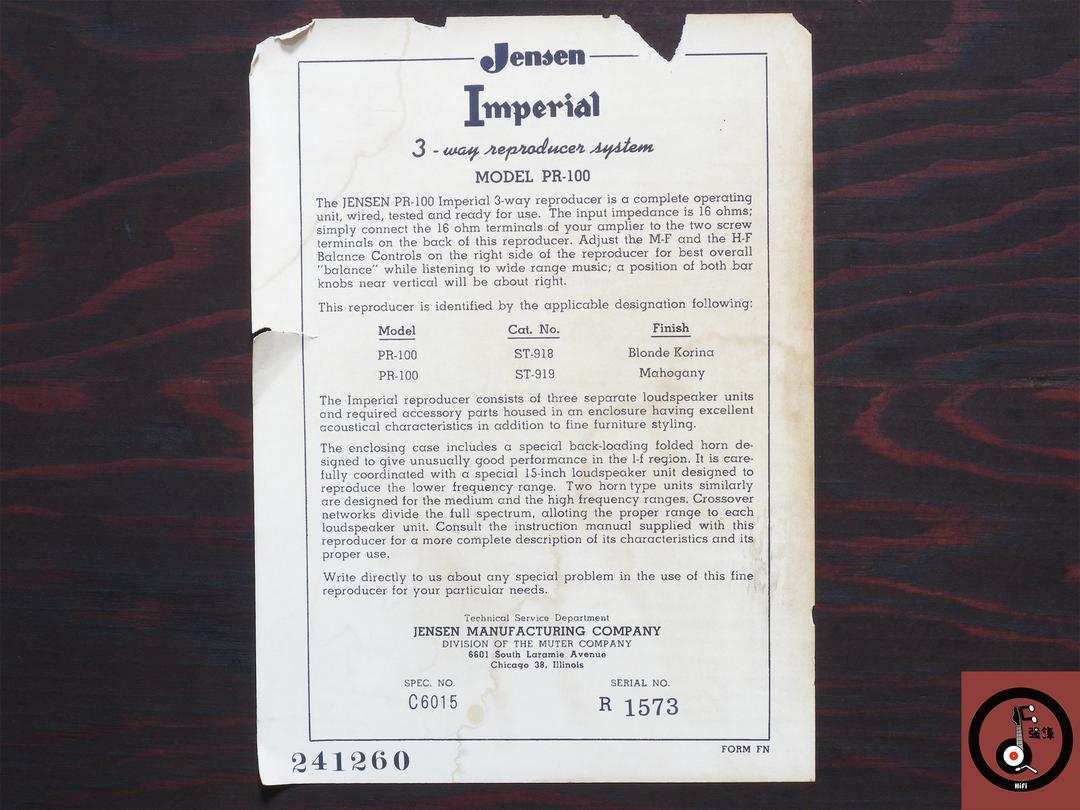 Jensen
Imperial
3-way reproducer system
MODEL PR-100
The JENSEN PR-100 Imperial 3-way reproducer is a complete operating
unit, wired, tested and ready for use. The input impedance is 16 ohms;
simply connect the 16 ohm terminals of your amplier to the two screw
terminals on the back of this reproducer. Adjust the M-F and the H-F
Balance Controls on the right side of the reproducer for best overall
"balance" while listening to wide range music; a position of both bar
knobs near vertical will be about right.
This reproducer is identified by the applicable designation following:
Model Cat. No. Finish
PR-100 ST-918 Blonde Korina
PR-100 ST-919 Mahogany
The Imperial reproducer consists of three separate loudspeaker units
and required accessory parts housed in an enclosure having excellent
acoustical characteristics in addition to fine furniture styling.
The enclosing case includes a special back-loading folded horn de-
signed to give unusually good performance in the l-f region. It is care-
fully coordinated with a special 15-inch loudspeaker unit designed to
reproduce the lower frequency range. Two horn type units similarly
are designed for the medium and the high frequency ranges. Crossover
networks divide the full spectrum, alloting the proper range to each
loudspeaker unit. Consult the instruction manual supplied with this
reproducer for a more complete description of its characteristics and its
proper use.
Write directly to us about any special problem in the use of this fine
reproducer for your particular needs.
Technical Service Department
JENSEN MANUFACTURING COMPANY
DIVISION OF THE MUTER COMPANY
6601 South Laramie Avenue
Chicago 38, Illinois
SPEC. NO. SERIAL NO.
C6015 R 1573
FORM FN
241260
强锋
HiFi